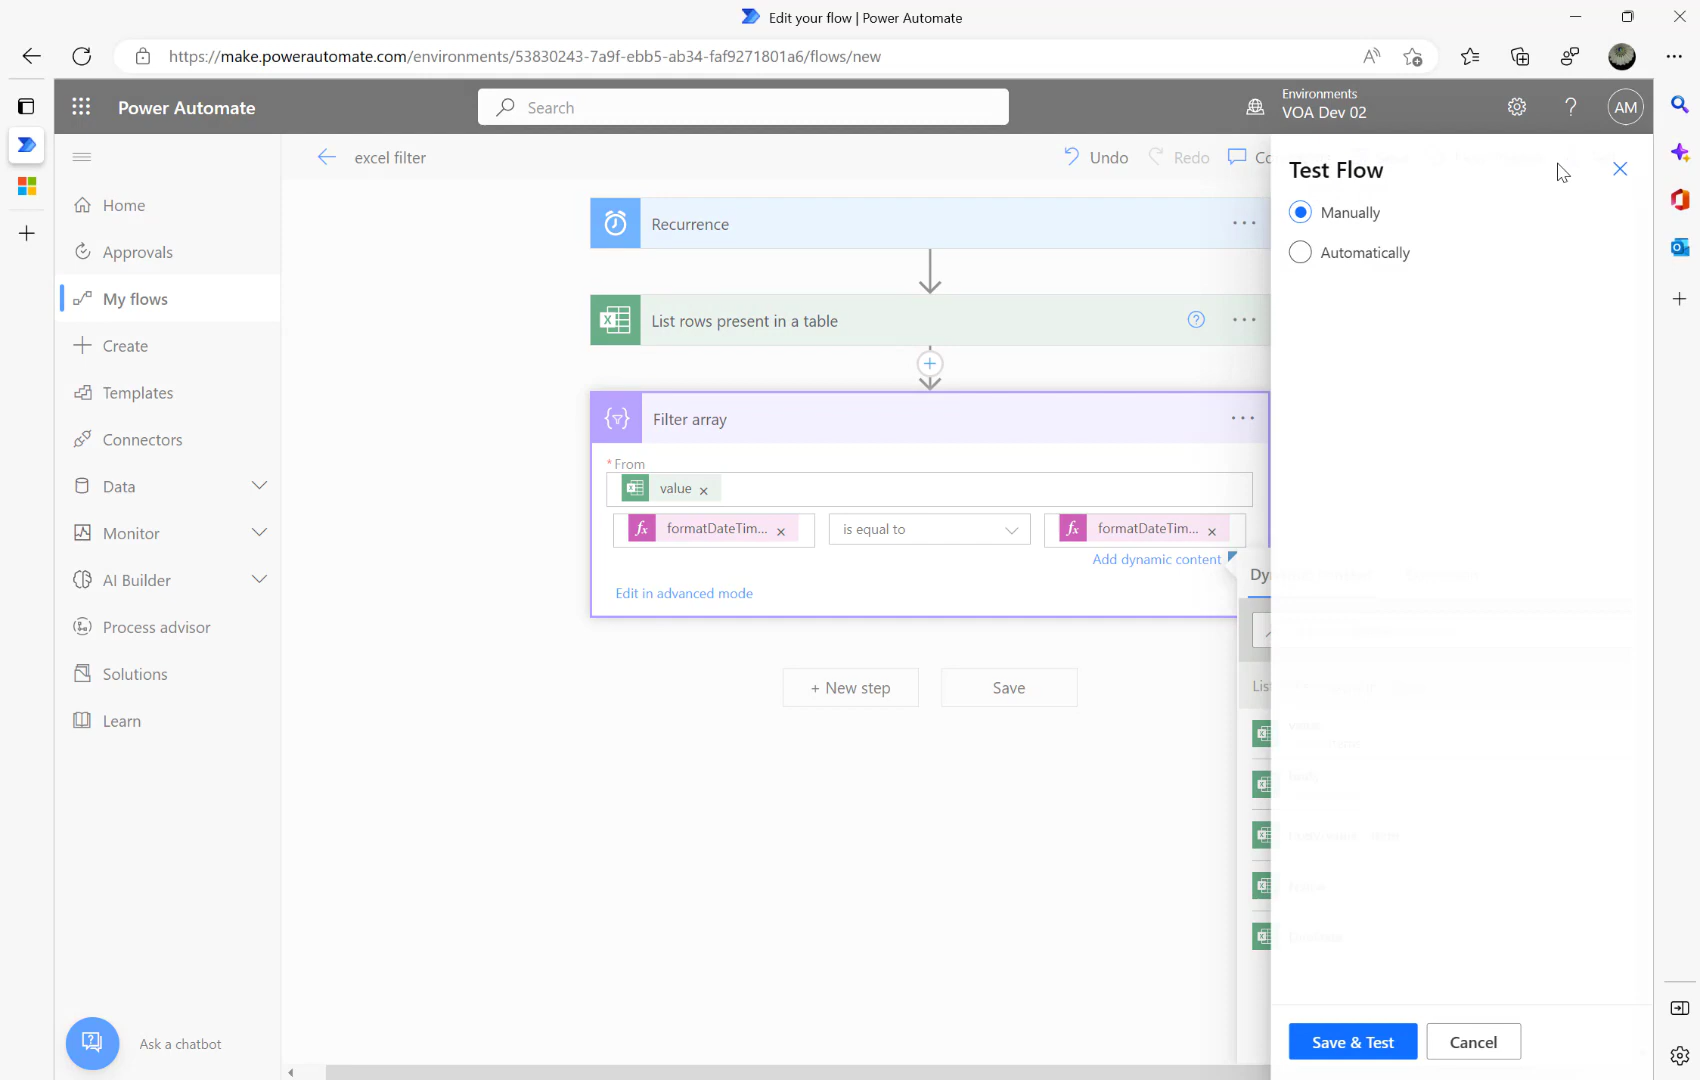 Edit your flow | Power Automate
https://make.powerautomate.com/environments/53830243-7a9f-ebb5-ab34-faf9271801a6/flows/new
Power Automate
Search
Environments
VOA Dev 02
AM
excel filter
Undo
Redo
Test Flow
Manually
Automatically
Home
Approvals
My flows
Create
Templates
Connectors
Data
Monitor
AI Builder
Process advisor
Solutions
Learn
Ask a chatbot
Recurrence
List rows present in a table
Filter array
* From
value
formatDateTim...
is equal to
formatDateTim...
Add dynamic content
Edit in advanced mode
+ New step
Save
Save & Test
Cancel